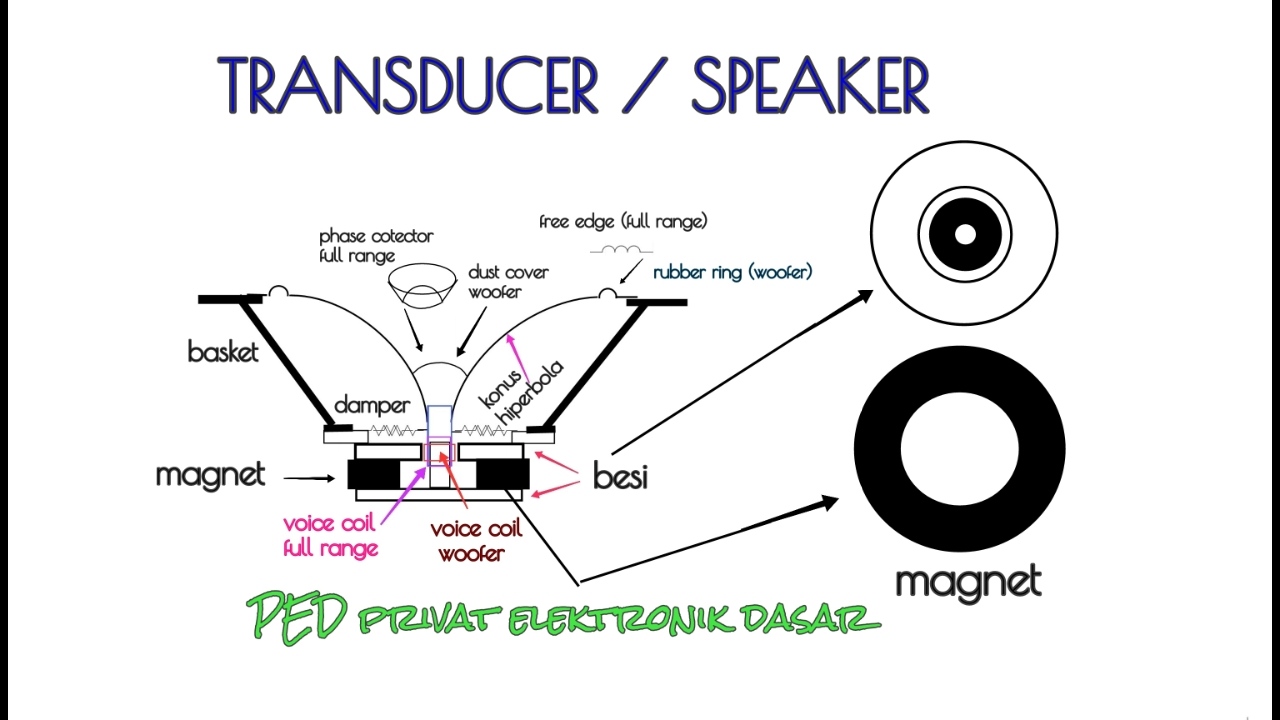 TRANSDUCER / SPEAKER
free edge (full range)
phase cotector
full range
dust cover
woofer
rubber ring (woofer)
basket
konus
hiperbola
damper
magnet
besi
voice coil
full range
voice coil
woofer
magnet
PED PRIVAT ELEKTRONIK DASAR